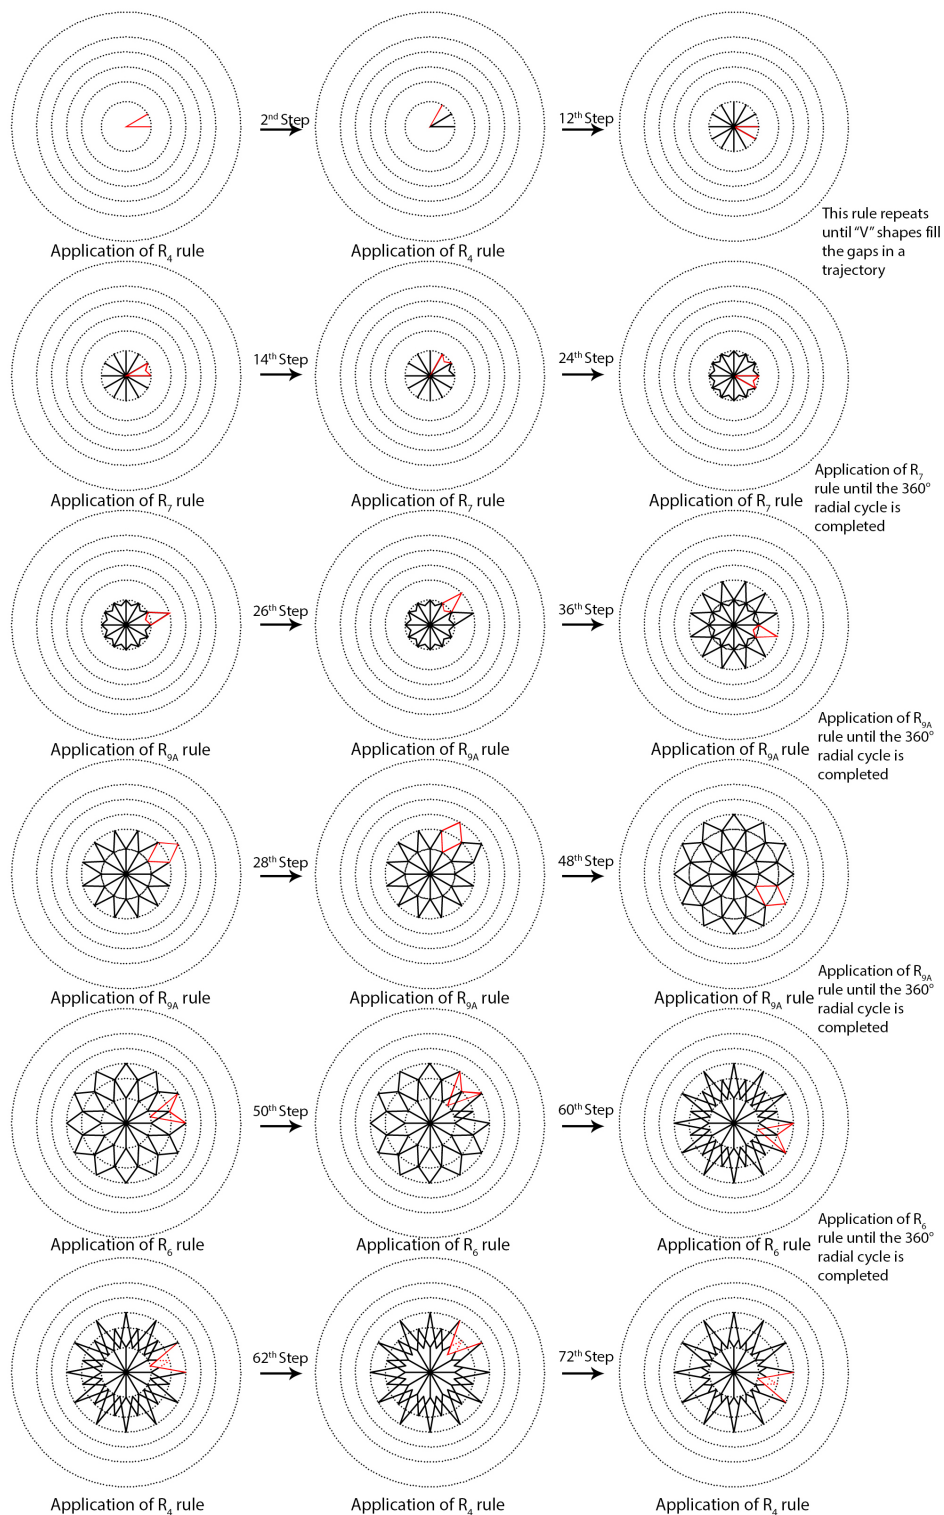 2nd Step
12th Step
This rule repeats
until “V” shapes fill
the gaps in a
trajectory
Application of R4 rule
Application of R4 rule
14th Step
24th Step
Application of R7
rule until the 360°
radial cycle is
completed
Application of R7 rule
Application of R7 rule
Application of R7 rule
26th Step
36th Step
Application of R9A
rule until the 360°
radial cycle is
completed
Application of R9A rule
Application of R9A rule
Application of R9A rule
28th Step
48th Step
Application of R9A
rule until the 360°
radial cycle is
completed
Application of R9A rule
Application of R9A rule
Application of R9A rule
50th Step
60th Step
Application of R6
rule until the 360°
radial cycle is
completed
Application of R6 rule
Application of R6 rule
Application of R6 rule
62th Step
72th Step
Application of R4 rule
Application of R4 rule
Application of R4 rule